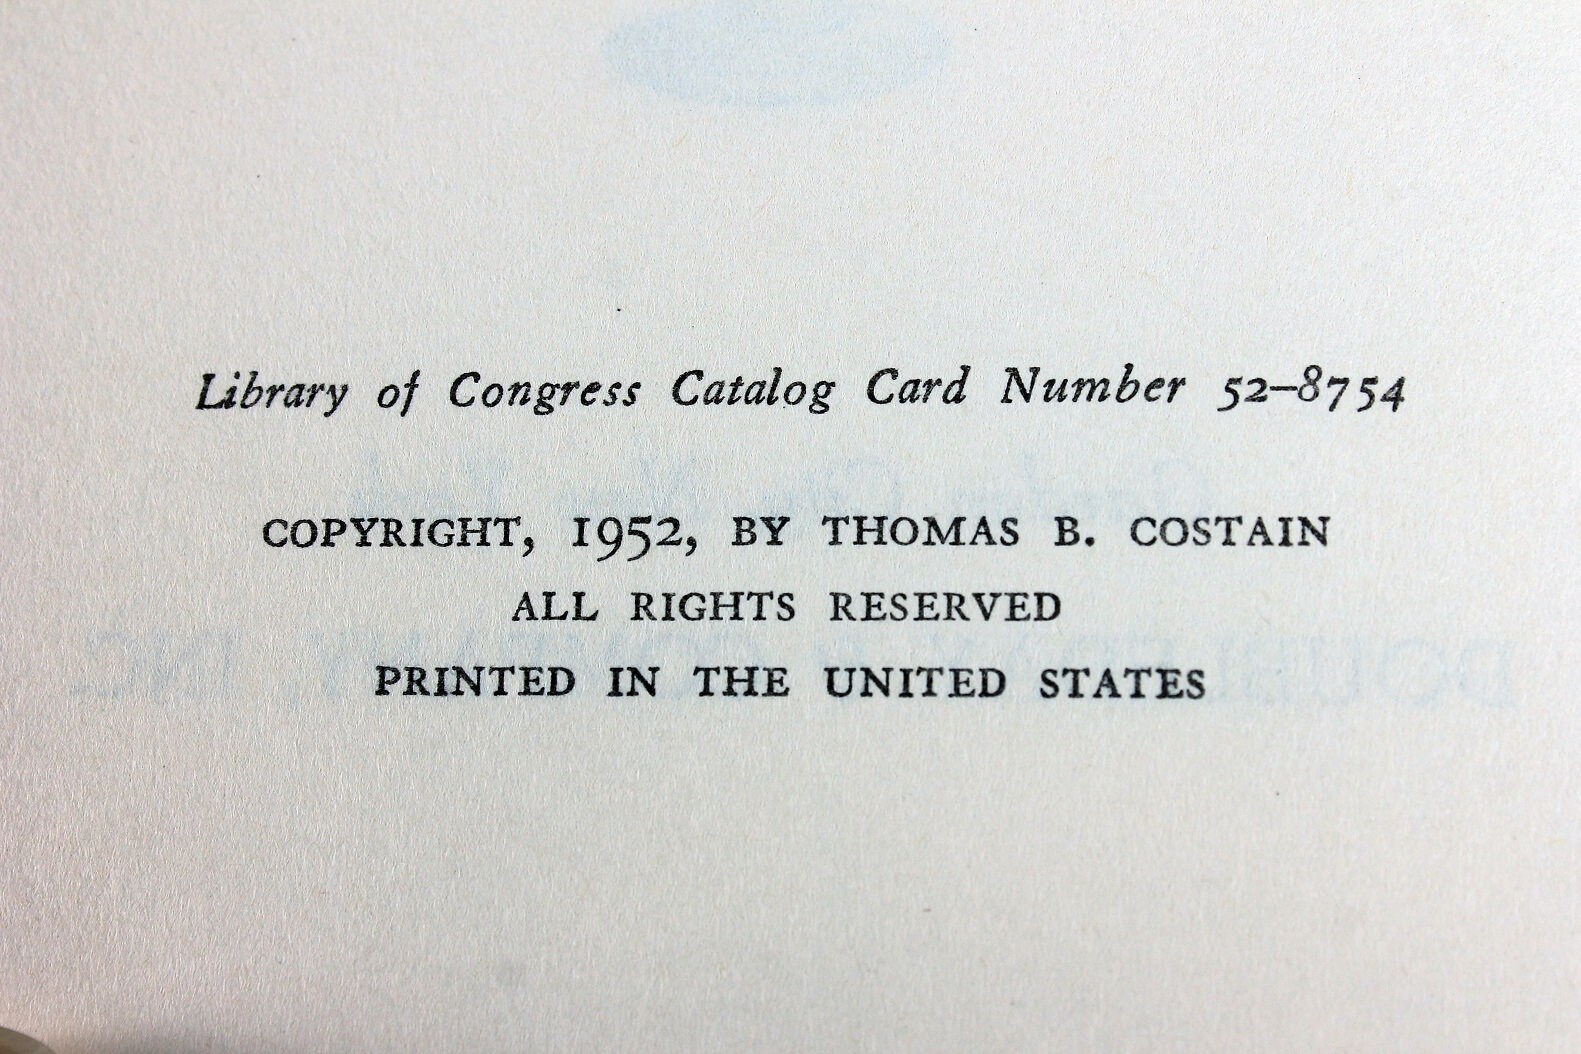 Library of Congress Catalog Card Number 52–8754
COPYRIGHT, 1952, BY THOMAS B. COSTAIN
ALL RIGHTS RESERVED
PRINTED IN THE UNITED STATES